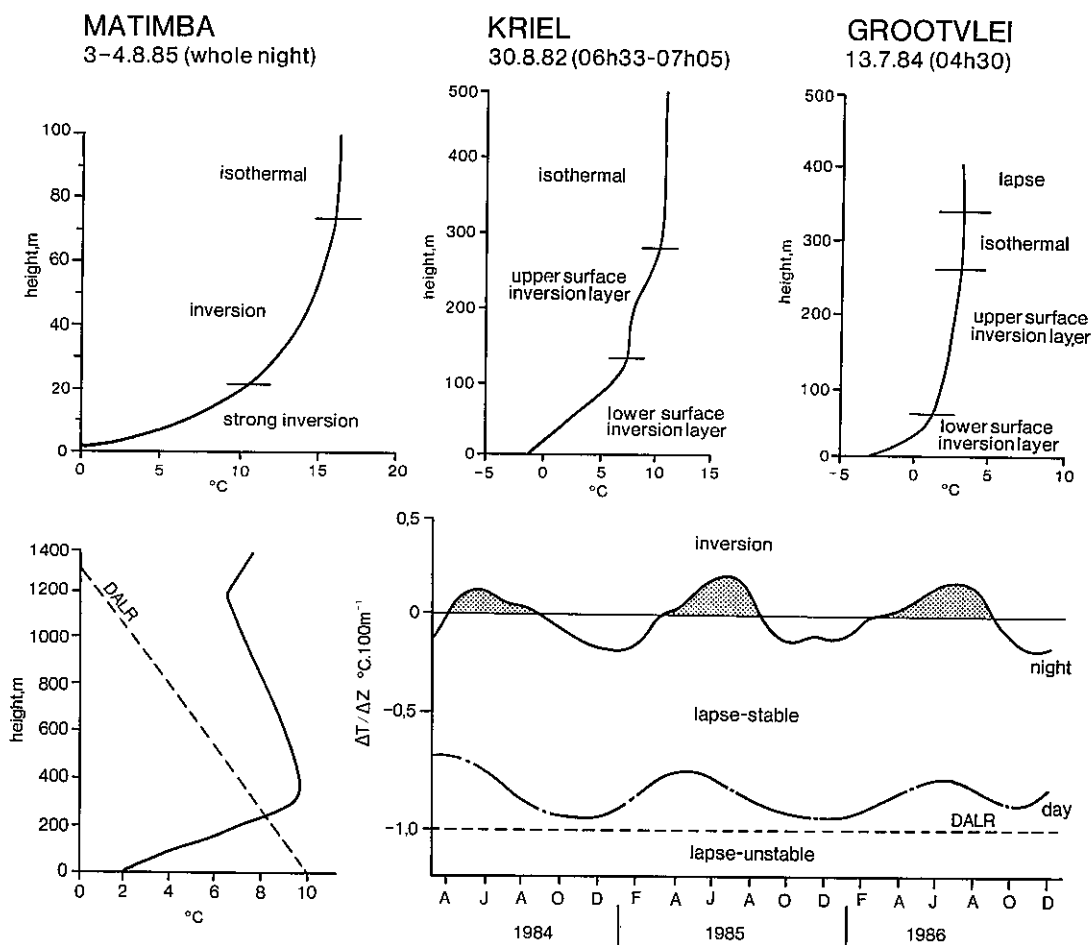 MATIMBA
3-4.8.85 (whole night)
100
80
60
40
20
0
height,m
isothermal
inversion
strong inversion
0
5
10
15
20
°C
KRIEL
30.8.82 (06h33-07h05)
500
400
300
200
100
0
height,m
isothermal
upper surface
inversion layer
lower surface
inversion layer
-5
0
5
10
15
°C
GROOTVLEI
13.7.84 (04h30)
500
400
300
200
100
0
height,m
lapse
isothermal
upper surface
inversion layer
lower surface
inversion layer
-5
0
5
10
°C
1400
1200
1000
800
600
400
200
0
height,m
DALR
0
2
4
6
8
10
°C
0,5
0
-0,5
-1,0
ΔT/ΔZ °C.100m⁻¹
inversion
night
lapse-stable
day
DALR
lapse-unstable
A J A O D F A J A O D F A J A O D
1984 1985 1986